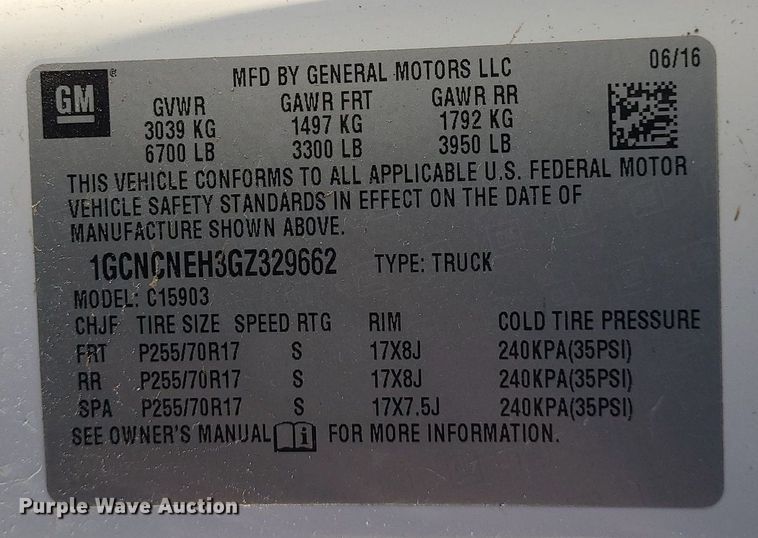 GM
MFD BY GENERAL MOTORS LLC 06/16
GVWR GAWR FRT GAWR RR
3039 KG 1497 KG 1792 KG
6700 LB 3300 LB 3950 LB
THIS VEHICLE CONFORMS TO ALL APPLICABLE U.S. FEDERAL MOTOR
VEHICLE SAFETY STANDARDS IN EFFECT ON THE DATE OF
MANUFACTURE SHOWN ABOVE.
1GCNCNEH3GZ329662 TYPE: TRUCK
MODEL: C15903
CHJF TIRE SIZE SPEED RTG RIM COLD TIRE PRESSURE
FRT P255/70R17 S 17X8J 240KPA(35PSI)
RR P255/70R17 S 17X8J 240KPA(35PSI)
SPA P255/70R17 S 17X7.5J 240KPA(35PSI)
SEE OWNER'S MANUAL i FOR MORE INFORMATION.
Purple Wave Auction